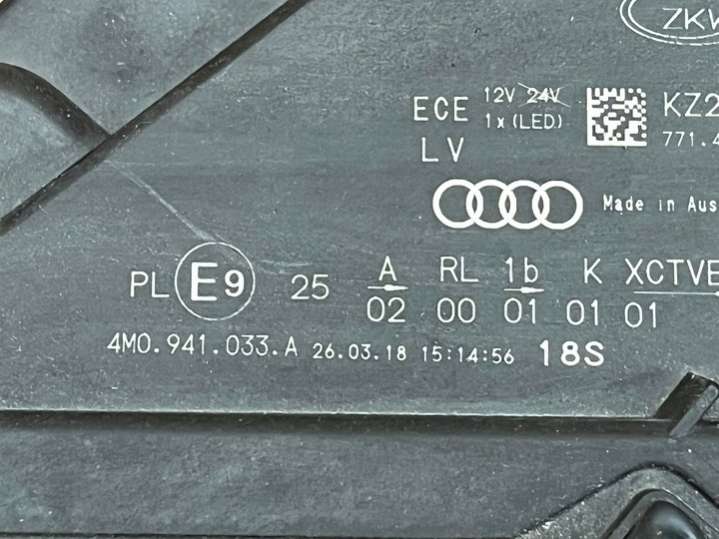 ZKW
ECE 12V 24V KZ2
LV 1x(LED) 771.4
Made in Aus
PL E9 25 A RL 1b K XCTVE
02 00 01 01 01
4M0.941.033.A 26.03.18 15:14:56 18S